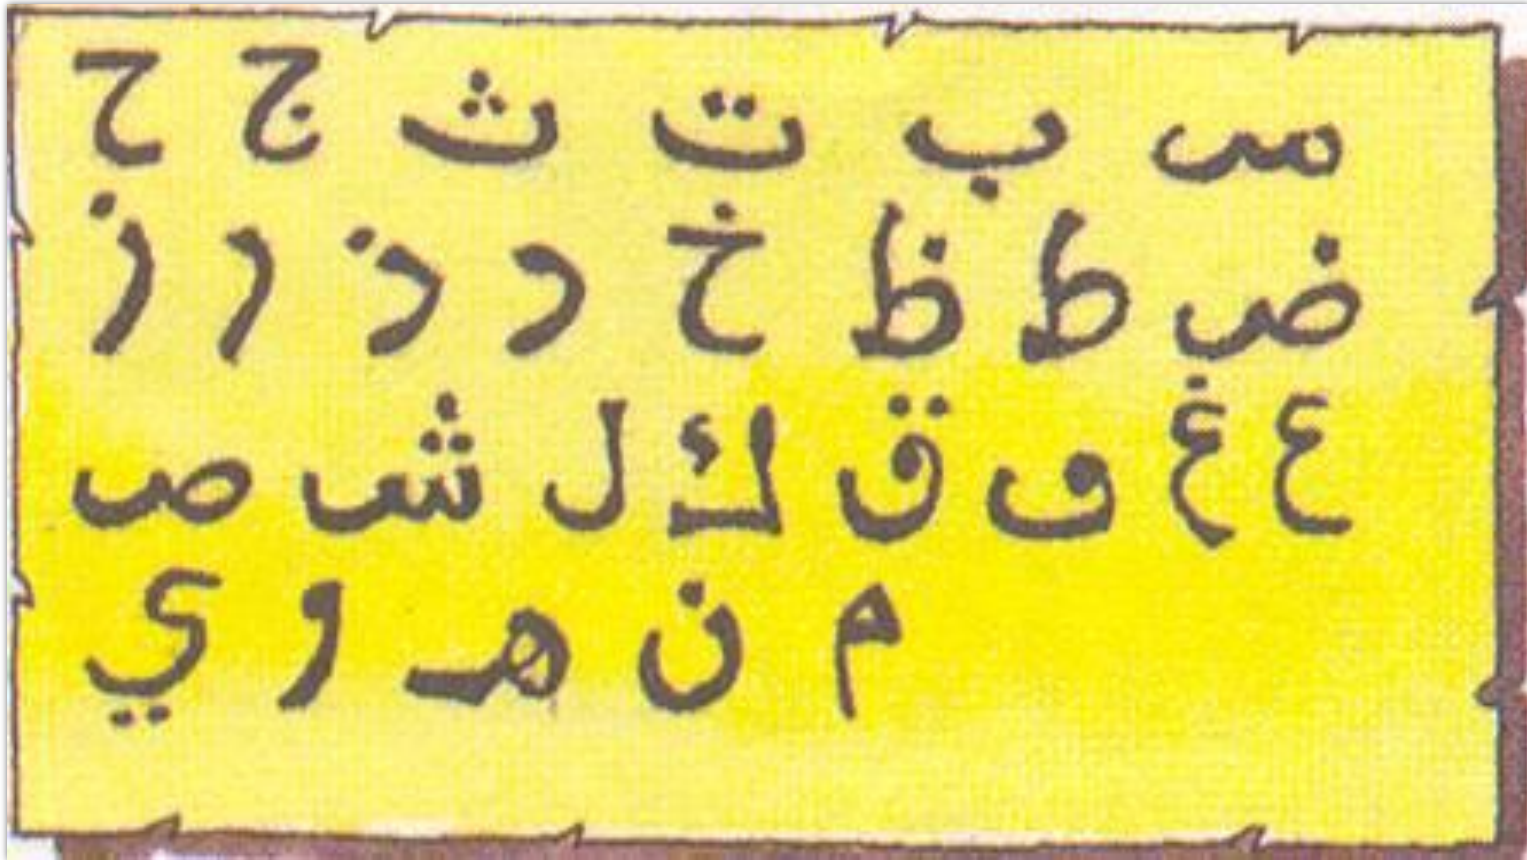 س ب ت ث ج ح
ض ط ظ خ د ذ ر ز
ع غ ف ق ك ل ش ص
م ن هـ و ي